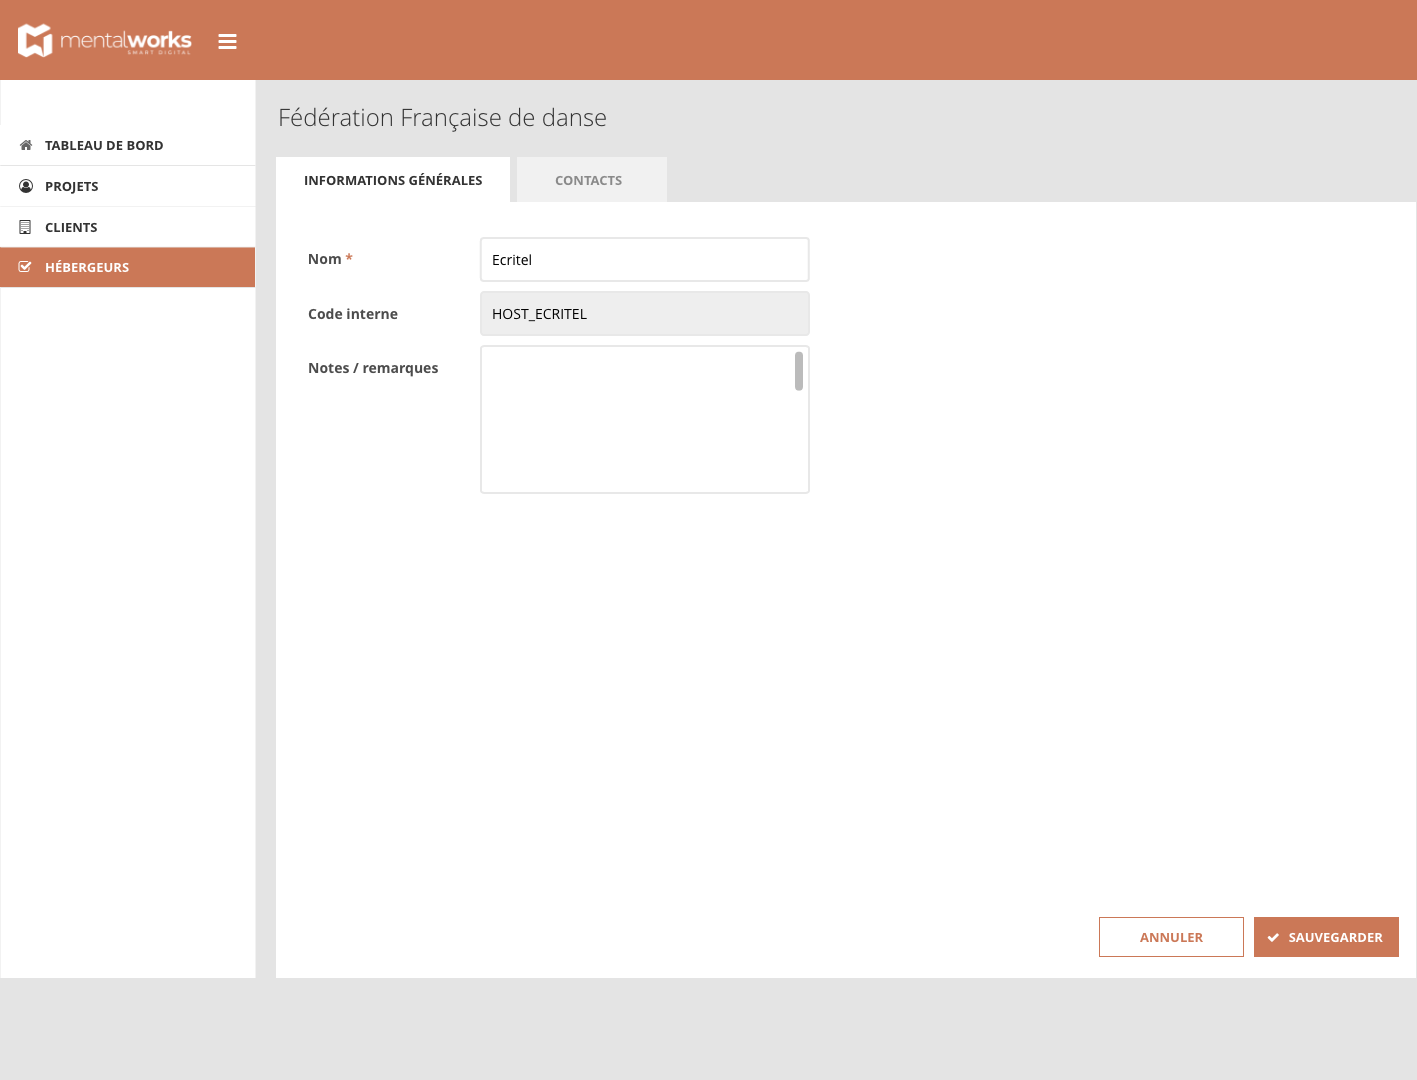 mentalworks
SMART DIGITAL
TABLEAU DE BORD
PROJETS
CLIENTS
HÉBERGEURS
Fédération Française de danse
INFORMATIONS GÉNÉRALES
CONTACTS
Nom *
Ecritel
Code interne
HOST_ECRITEL
Notes / remarques
ANNULER
SAUVEGARDER